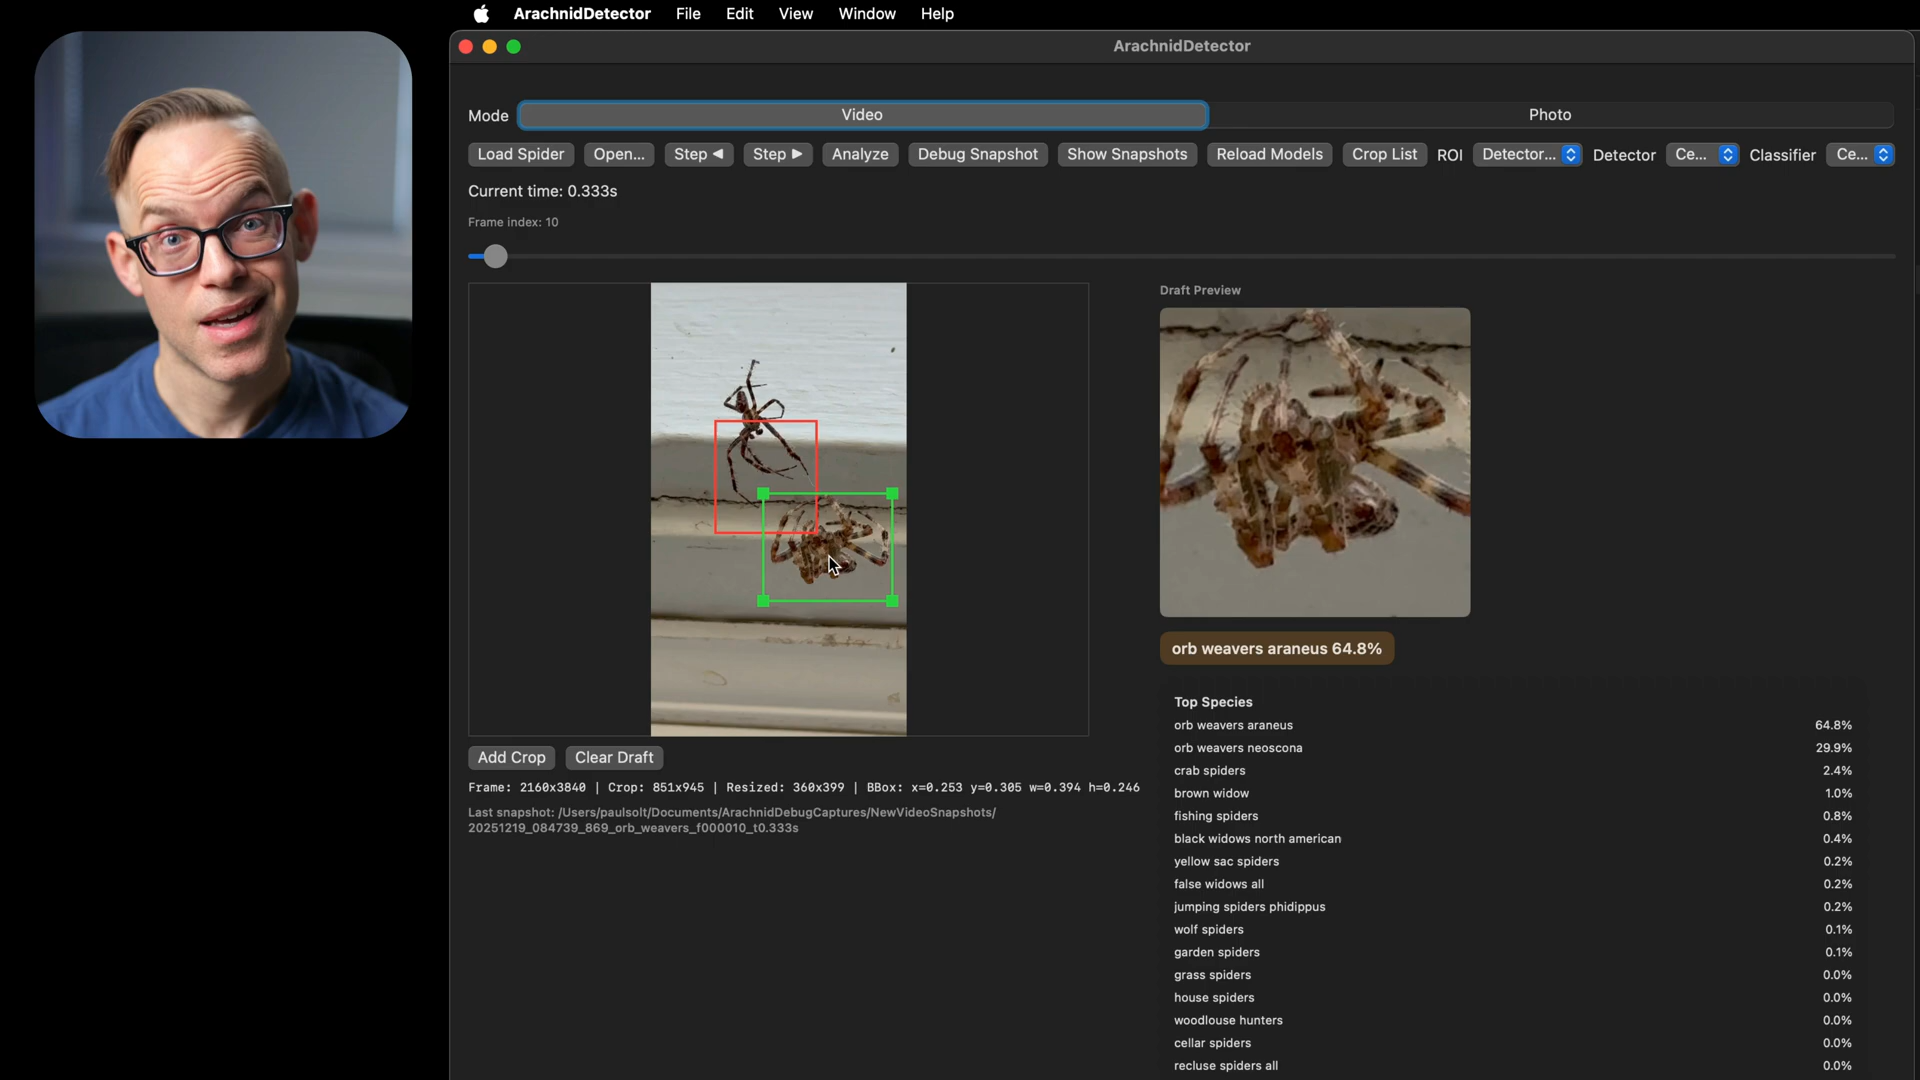 ArachnidDetector File Edit View Window Help
ArachnidDetector
Mode Video Photo
Load Spider Open... Step ◀ Step ▶ Analyze Debug Snapshot Show Snapshots Reload Models Crop List ROI Detector... Detector Ce... Classifier Ce...
Current time: 0.333s
Frame index: 10
Draft Preview
orb weavers araneus 64.8%
Top Species
orb weavers araneus 64.8%
orb weavers neoscona 29.9%
crab spiders 2.4%
brown widow 1.0%
fishing spiders 0.8%
black widows north american 0.4%
yellow sac spiders 0.2%
false widows all 0.2%
jumping spiders phidippus 0.2%
wolf spiders 0.1%
garden spiders 0.1%
grass spiders 0.0%
house spiders 0.0%
woodlouse hunters 0.0%
cellar spiders 0.0%
recluse spiders all 0.0%
Add Crop Clear Draft
Frame: 2160x3840 | Crop: 851x945 | Resized: 360x399 | BBox: x=0.253 y=0.305 w=0.394 h=0.246
Last snapshot: /Users/paulsolt/Documents/ArachnidDebugCaptures/NewVideoSnapshots/
20251219_084739_869_orb_weavers_f000010_t0.333s